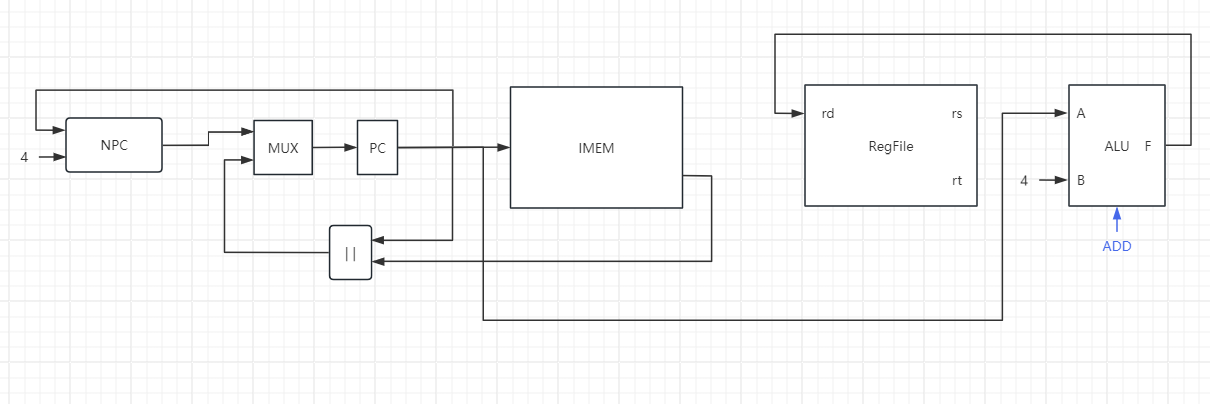 NPC
4
MUX
PC
IMEM
||
rd
rs
RegFile
rt
A
ALU
F
4
B
ADD